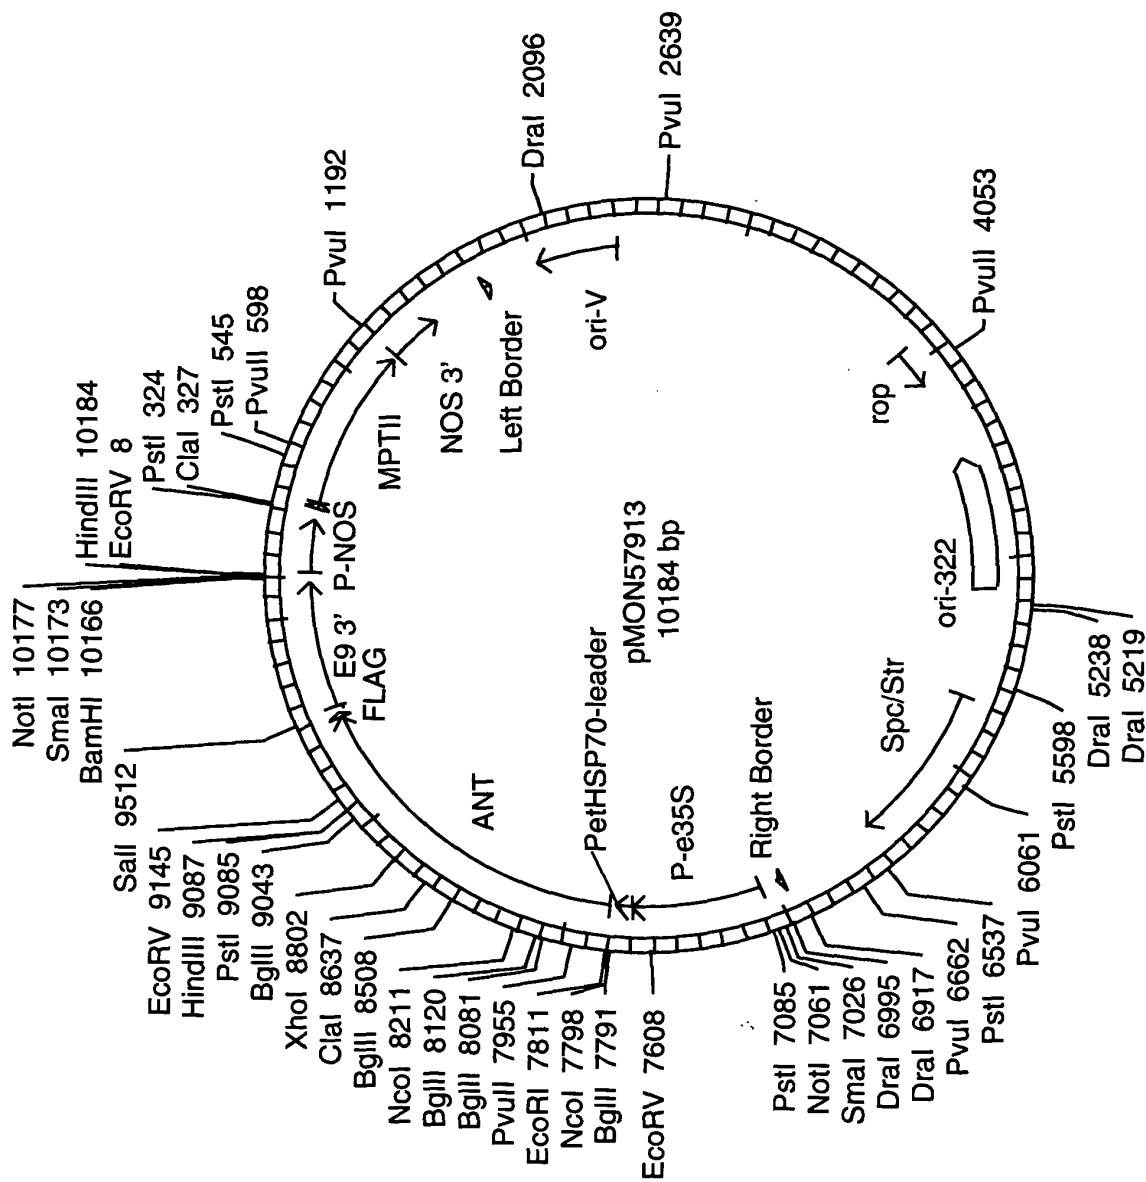 NotI 10177
SmaI 10173
BamHI 10166
HindIII 10184
EcoRV 8
PstI 324
ClaI 327
PstI 545
PvuII 598
PvuI 1192
DraI 2096
PvuI 2639
PvuII 4053
DraI 5219
DraI 5238
PstI 5598
PvuI 6061
PstI 6537
PvuI 6662
DraI 6917
DraI 6995
SmaI 7026
NotI 7061
PstI 7085
EcoRV 7608
BglII 7791
NcoI 7798
EcoRI 7811
PvuII 7955
BglII 8081
BglII 8120
NcoI 8211
BglII 8508
ClaI 8637
XhoI 8802
BglII 9043
PstI 9085
HindIII 9087
EcoRV 9145
SalI 9512
P-NOS
MPTII
NOS 3'
Left Border
ori-V
rop
ori-322
Spc/Str
Right Border
P-e35S
PetHSP70-leader
ANT
FLAG
E9 3'
pMON57913
10184 bp